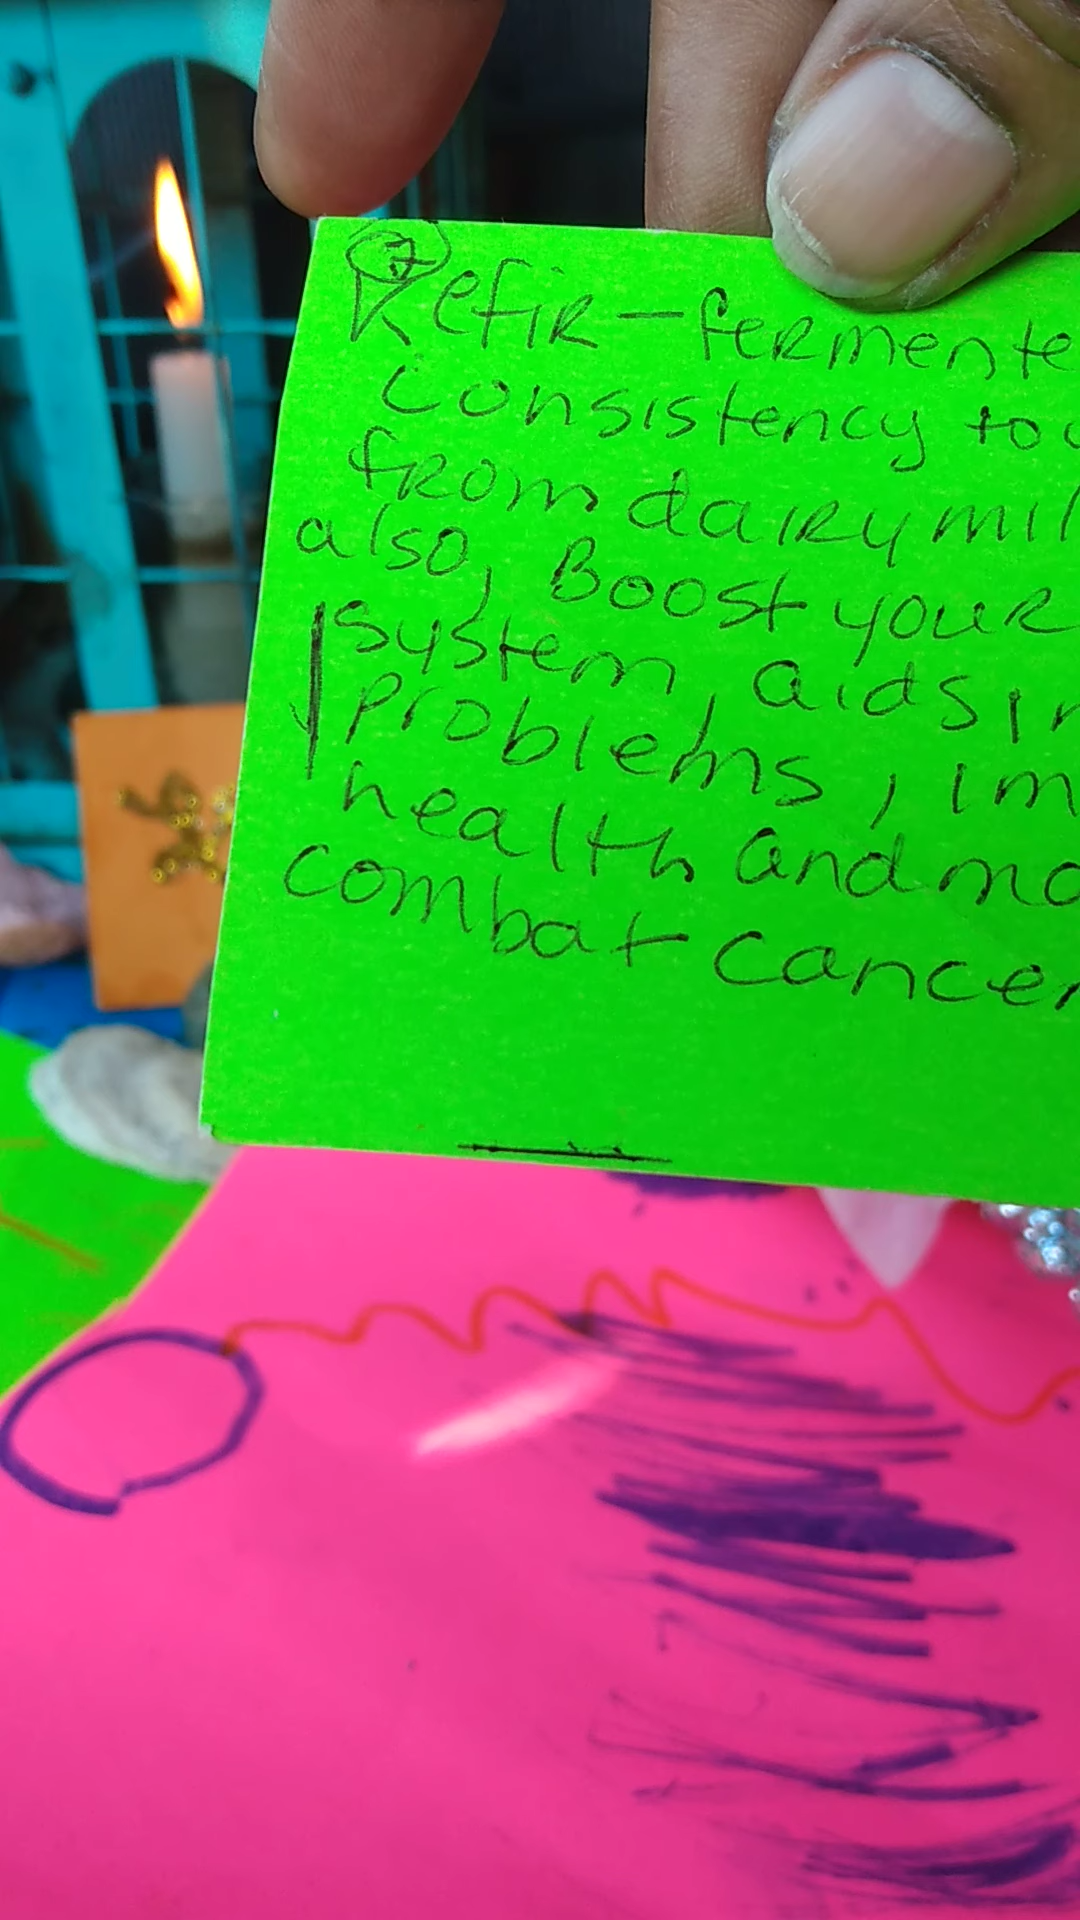 7
Kefir - fermente
consistency to
from dairy mil
also, Boost your
system, aids in
problems, im
health and mo
combat cancer